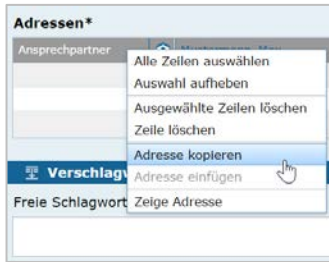 Adressen*
Ansprechpartner
Alle Zeilen auswählen
Auswahl aufheben
Ausgewählte Zeilen löschen
Zeile löschen
Adresse kopieren
Adresse einfügen
Zeige Adresse
Freie Schlagwort